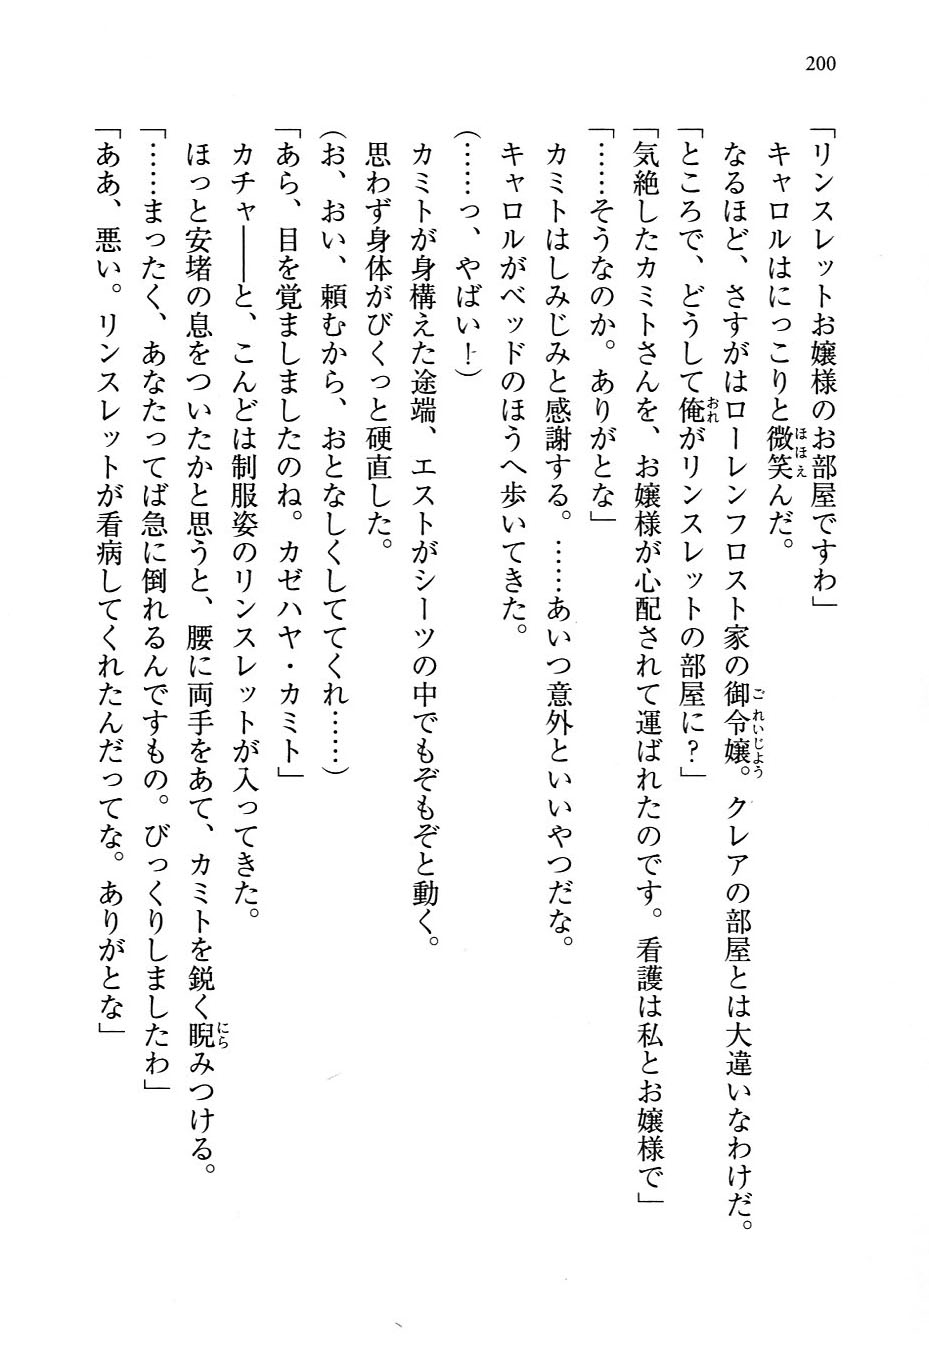 200
「リンスレットお嬢様のお部屋ですわ」
キャロルはにっこりと微笑んだ。
なるほど、さすがはローレンフロスト家の御令嬢。クレアの部屋とは大違いなわけだ。
「ところで、どうして俺がリンスレットの部屋に？」
「気絶したカミトさんを、お嬢様が心配されて運ばれたのです。看護は私とお嬢様で」
「……そうなのか。ありがとな」
カミトはしみじみと感謝する。……あいつ意外といいやつだな。
キャロルがベッドのほうへ歩いてきた。
（……っ、やばい！）
カミトが身構えた途端、エストがシーツの中でもぞもぞと動く。
思わず身体がびくっと硬直した。
（お、おい、頼むから、おとなしくしててくれ……）
「あら、目を覚ましましたのね。カゼハヤ・カミト」
カチャ――と、こんどは制服姿のリンスレットが入ってきた。
ほっと安堵の息をついたかと思うと、腰に両手をあて、カミトを鋭く睨みつける。
「……まったく、あなたってば急に倒れるんですもの。びっくりしましたわ」
「ああ、悪い。リンスレットが看病してくれたんだってな。ありがとな」